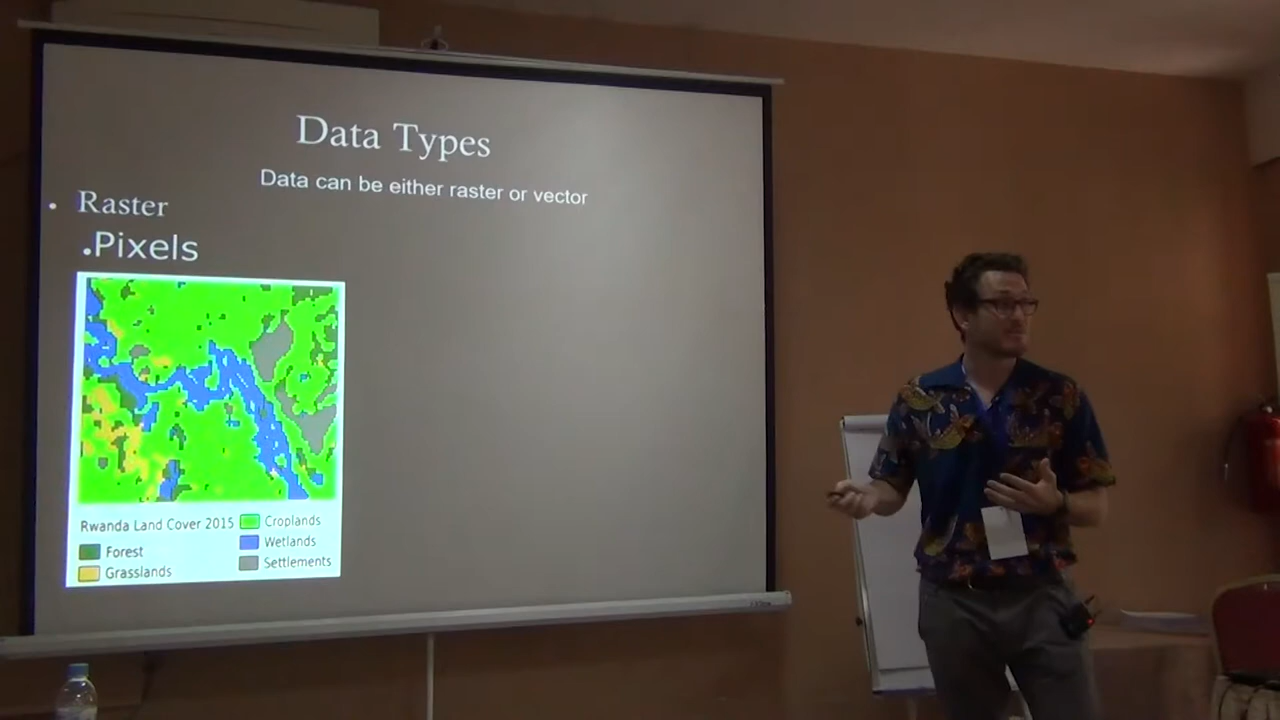 Data Types
Data can be either raster or vector
• Raster
•Pixels
Rwanda Land Cover 2015
Forest
Grasslands
Croplands
Wetlands
Settlements